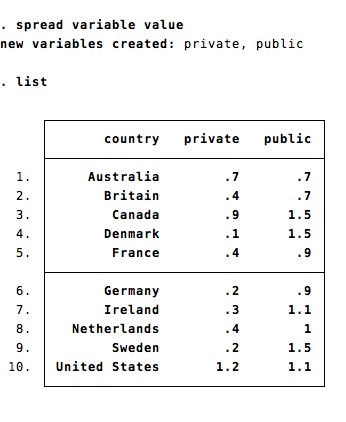 . spread variable value
new variables created: private, public
. list
country private public
1. Australia .7 .7
2. Britain .4 .7
3. Canada .9 1.5
4. Denmark .1 1.5
5. France .4 .9
6. Germany .2 .9
7. Ireland .3 1.1
8. Netherlands .4 1
9. Sweden .2 1.5
10. United States 1.2 1.1